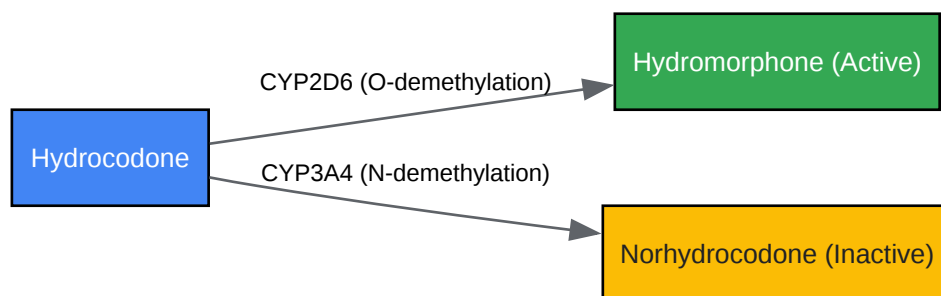 Hydromorphone (Active)
CYP2D6 (O-demethylation)
Hydrocodone
CYP3A4 (N-demethylation)
Norhydrocodone (Inactive)